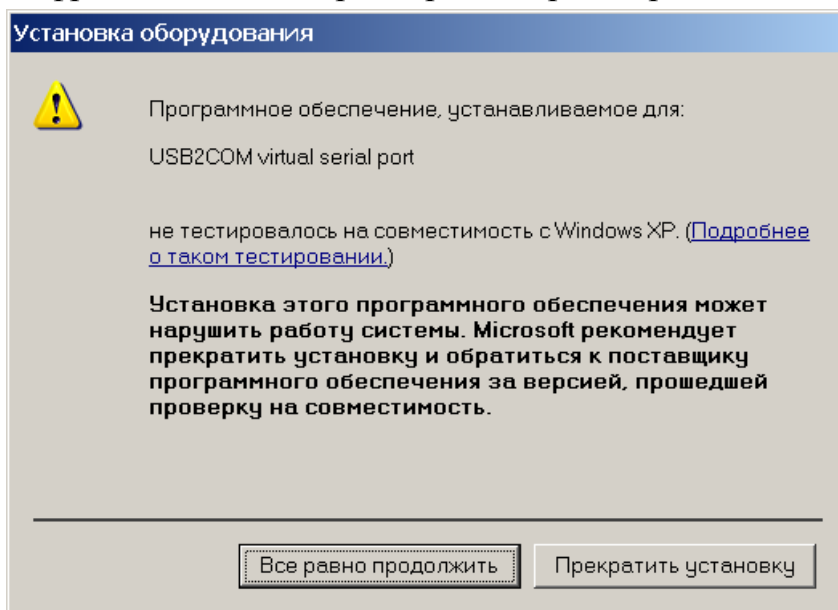 Установка оборудования
Программное обеспечение, устанавливаемое для:
USB2COM virtual serial port
не тестировалось на совместимость с Windows XP. (Подробнее
о таком тестировании.)
Установка этого программного обеспечения может
нарушить работу системы. Microsoft рекомендует
прекратить установку и обратиться к поставщику
программного обеспечения за версией, прошедшей
проверку на совместимость.
Все равно продолжить
Прекратить установку